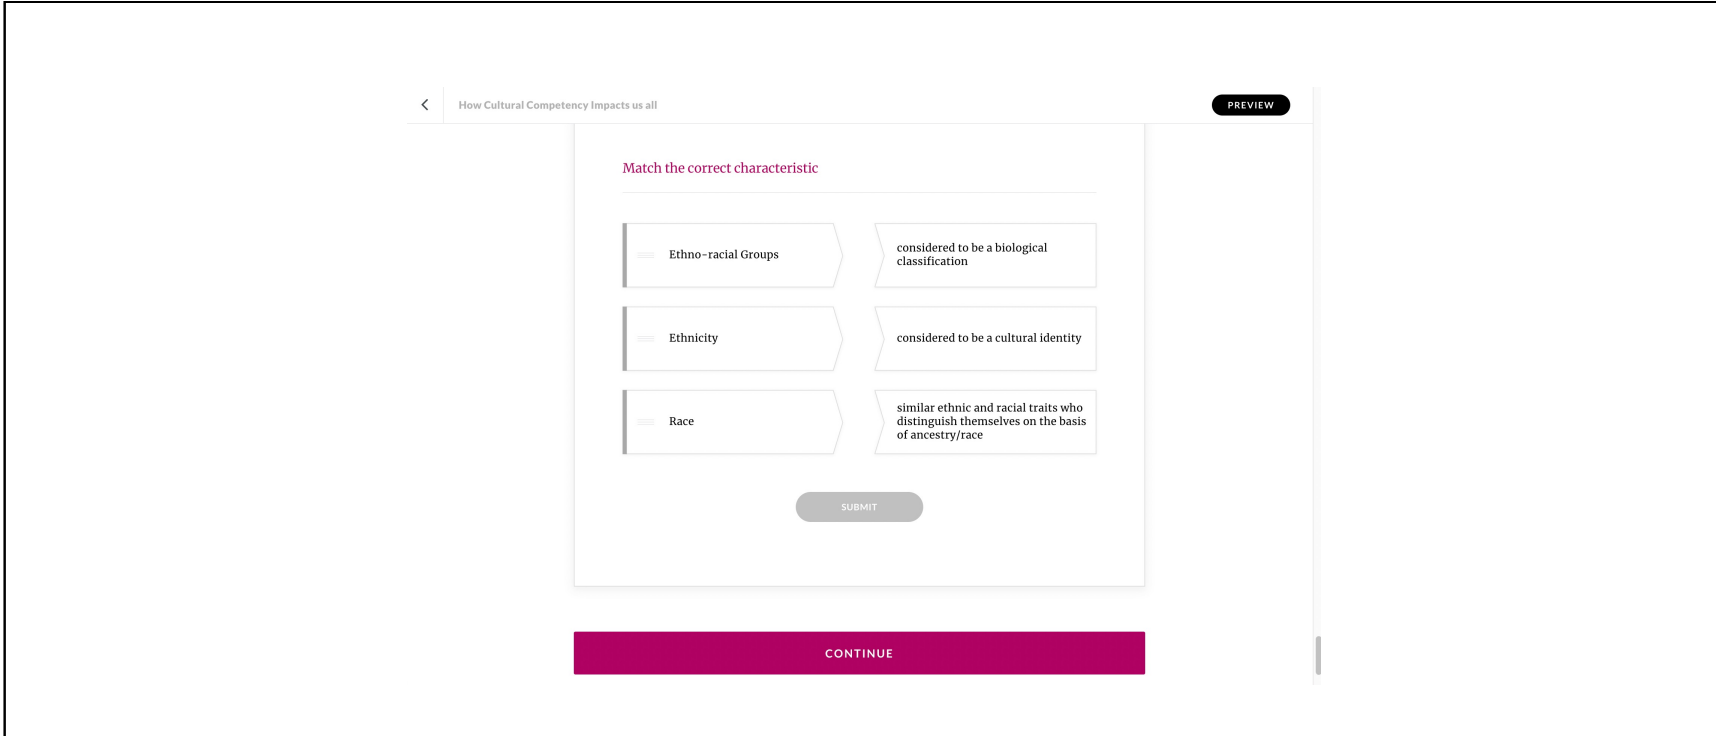 How Cultural Competency Impacts us all
PREVIEW
Match the correct characteristic
Ethno-racial Groups
considered to be a biological
classification
Ethnicity
considered to be a cultural identity
Race
similar ethnic and racial traits who
distinguish themselves on the basis
of ancestry/race
SUBMIT
CONTINUE